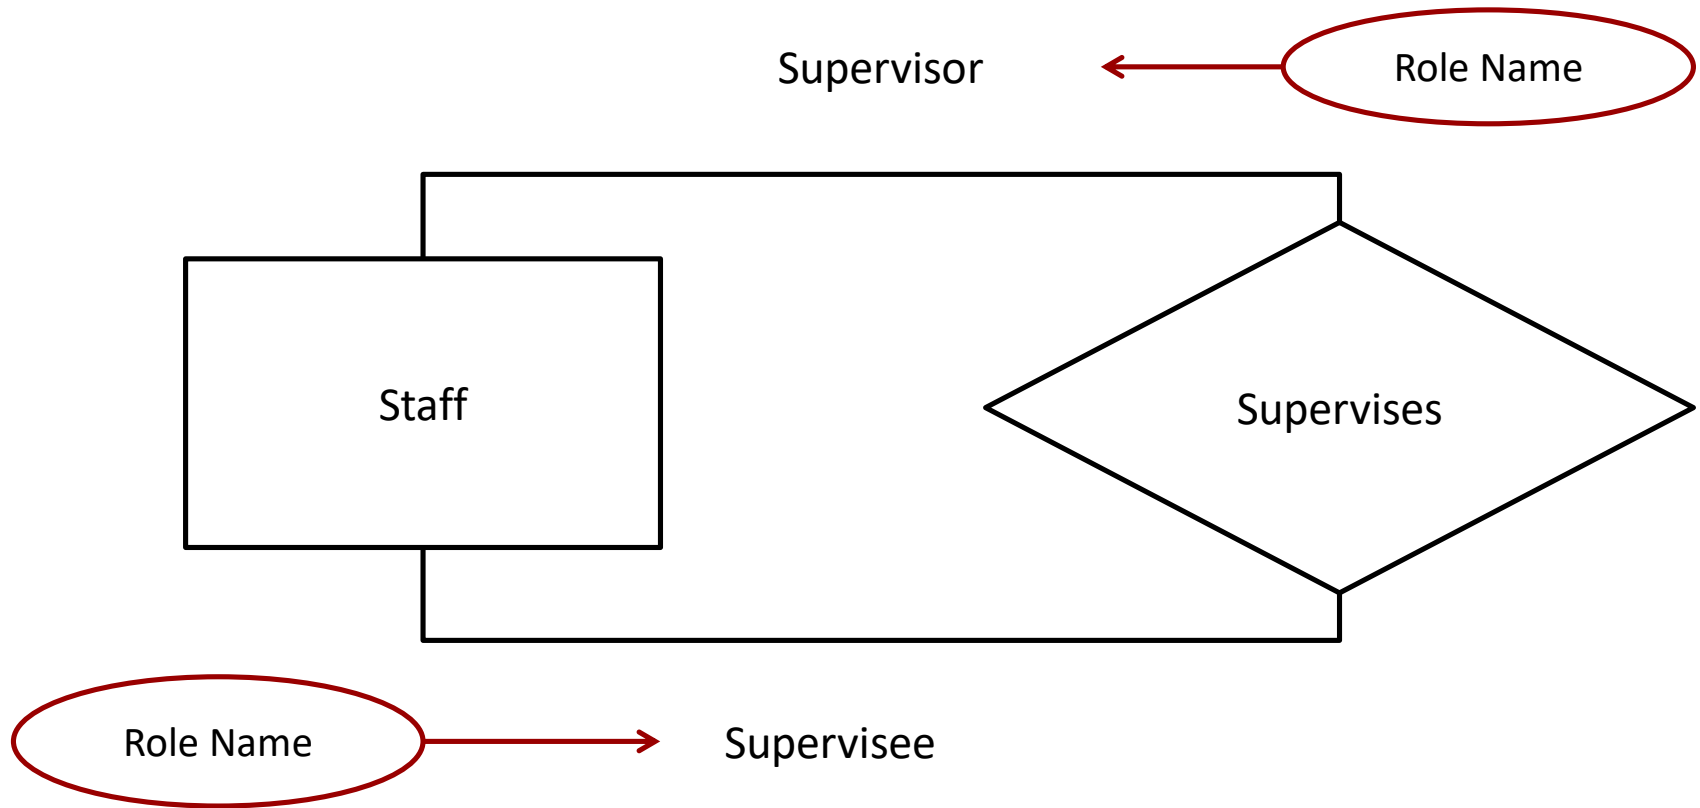 Supervisor
Role Name
Staff
Supervises
Role Name
Supervisee